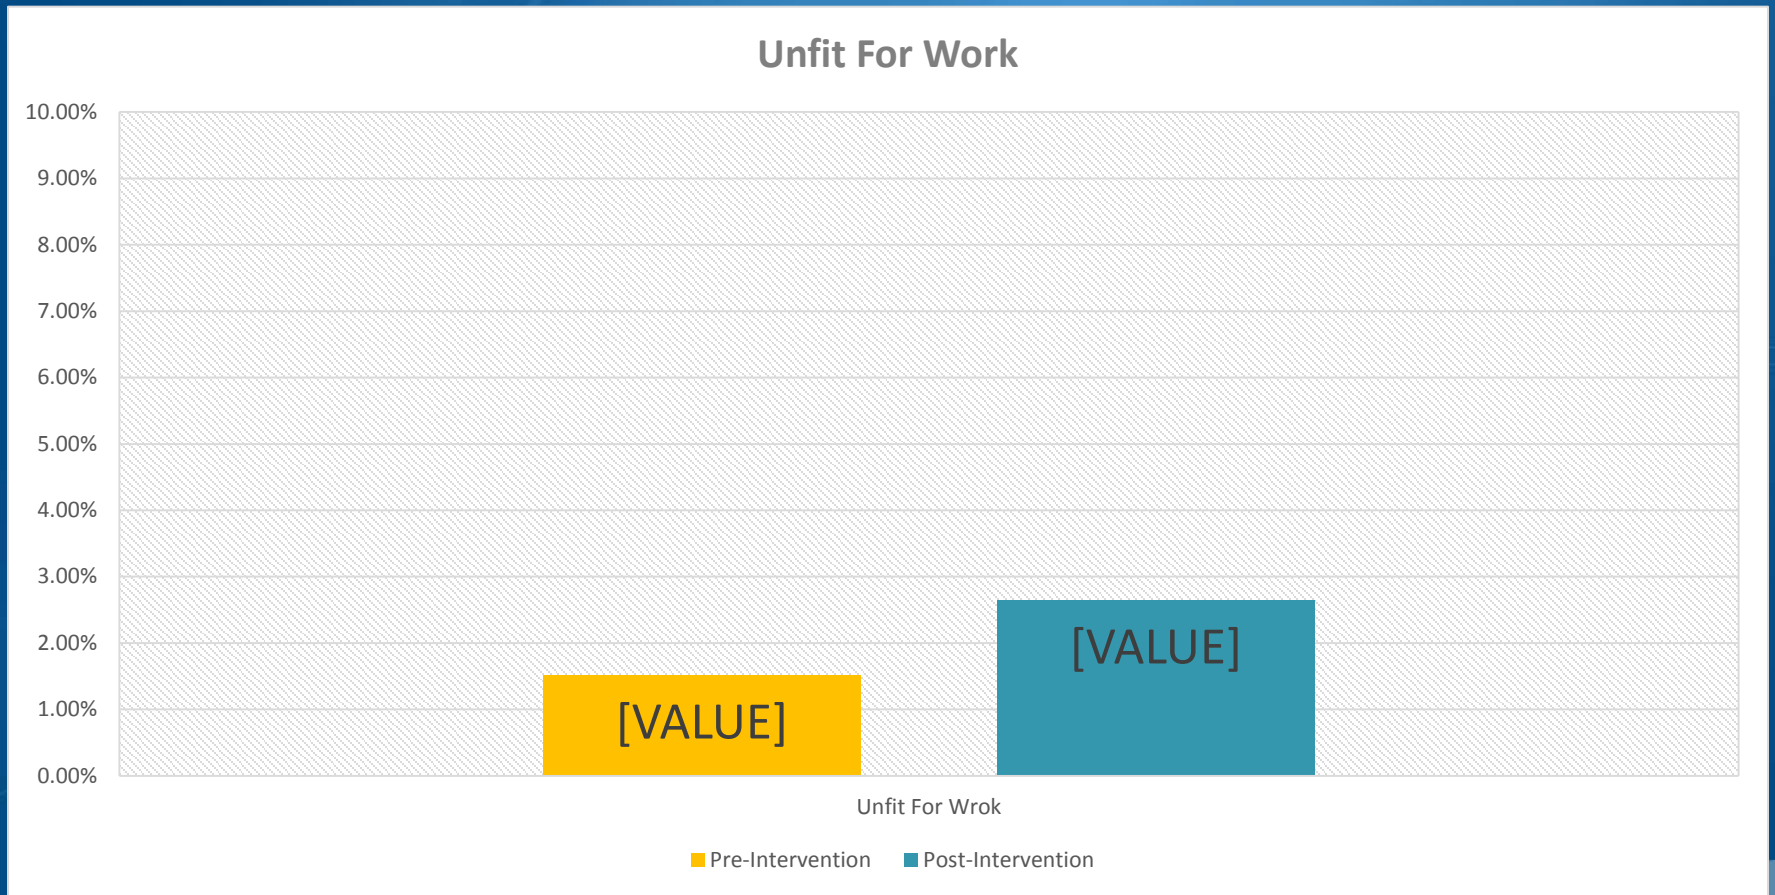 Unfit For Work
10.00%
9.00%
8.00%
7.00%
6.00%
5.00%
4.00%
3.00%
2.00%
1.00%
0.00%
[VALUE]
[VALUE]
Unfit For Wrok
Pre-Intervention
Post-Intervention